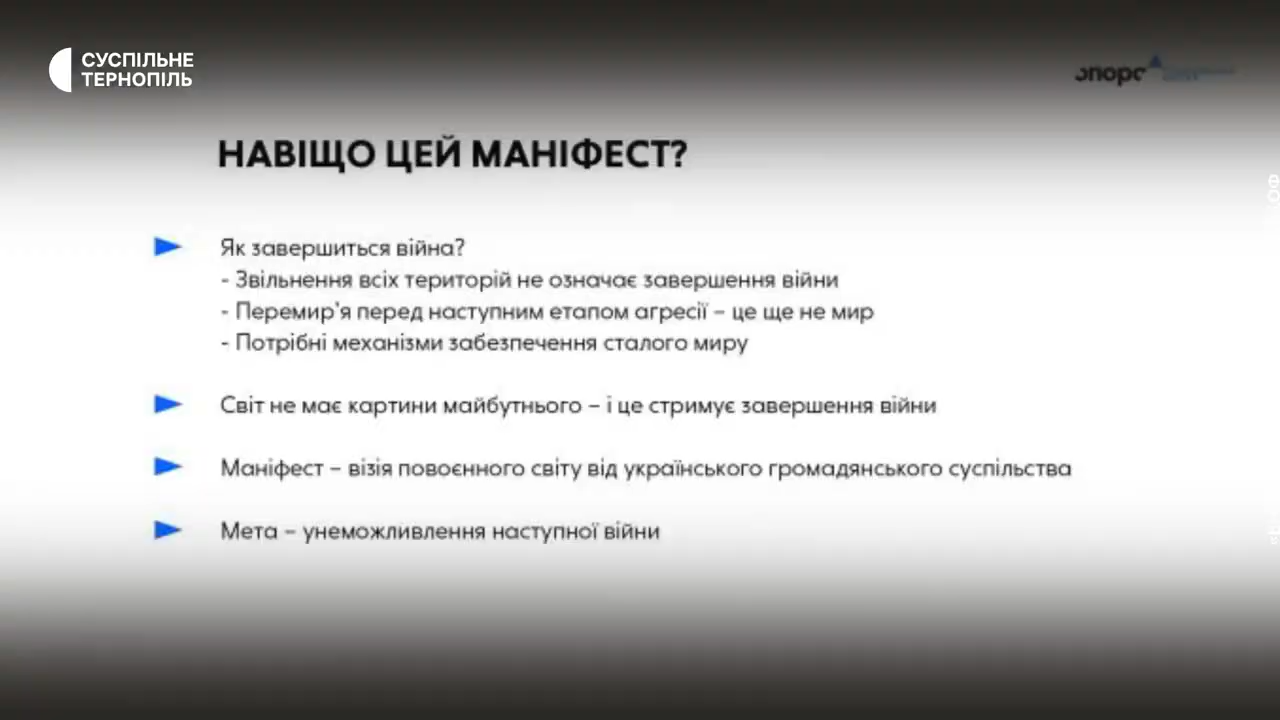 СУСПІЛЬНЕ
ТЕРНОПІЛЬ
опора
НАВІЩО ЦЕЙ МАНІФЕСТ?
Як завершиться війна?
- Звільнення всіх територій не означає завершення війни
- Перемир'я перед наступним етапом агресії – це ще не мир
- Потрібні механізми забезпечення сталого миру
Світ не має картини майбутнього – і це стримує завершення війни
Маніфест – візія повоєнного світу від українського громадянського суспільства
Мета – унеможливлення наступної війни